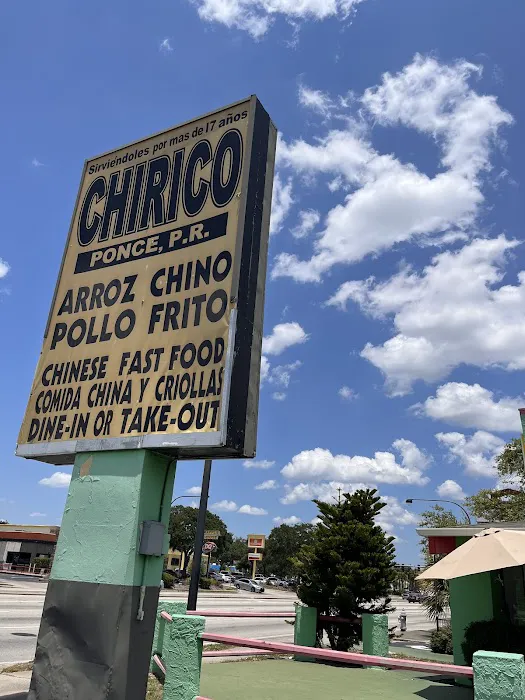 Sirviéndoles por mas de 17 años
CHIRICO
PONCE, P.R.
ARROZ CHINO
POLLO FRITO
CHINESE FAST FOOD
COMIDA CHINA Y CRIOLLAS
DINE-IN OR TAKE-OUT